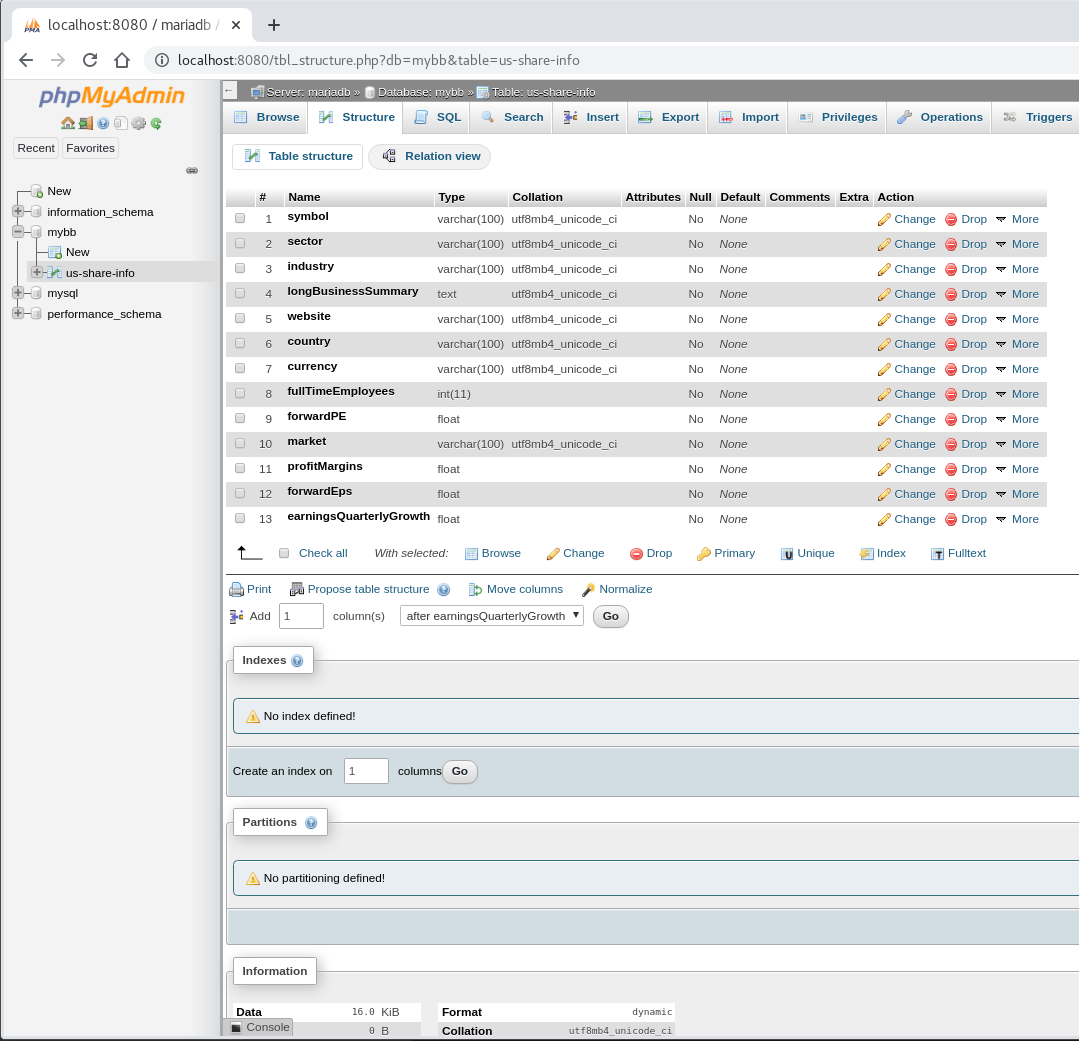 localhost:8080 / mariadb /
localhost:8080/tbl_structure.php?db=mybb&table=us-share-info
phpMyAdmin
Recent Favorites
New
information_schema
mybb
New
us-share-info
mysql
performance_schema
Server: mariadb » Database: mybb » Table: us-share-info
Browse Structure SQL Search Insert Export Import Privileges Operations Triggers
Table structure Relation view
# Name Type Collation Attributes Null Default Comments Extra Action
1 symbol varchar(100) utf8mb4_unicode_ci No None Change Drop More
2 sector varchar(100) utf8mb4_unicode_ci No None Change Drop More
3 industry varchar(100) utf8mb4_unicode_ci No None Change Drop More
4 longBusinessSummary text utf8mb4_unicode_ci No None Change Drop More
5 website varchar(100) utf8mb4_unicode_ci No None Change Drop More
6 country varchar(100) utf8mb4_unicode_ci No None Change Drop More
7 currency varchar(100) utf8mb4_unicode_ci No None Change Drop More
8 fullTimeEmployees int(11) No None Change Drop More
9 forwardPE float No None Change Drop More
10 market varchar(100) utf8mb4_unicode_ci No None Change Drop More
11 profitMargins float No None Change Drop More
12 forwardEps float No None Change Drop More
13 earningsQuarterlyGrowth float No None Change Drop More
Check all With selected: Browse Change Drop Primary Unique Index Fulltext
Print Propose table structure Move columns Normalize
Add 1 column(s) after earningsQuarterlyGrowth Go
Indexes
No index defined!
Create an index on 1 columns Go
Partitions
No partitioning defined!
Information
Data 16.0 KiB Format dynamic
Console 0 B Collation utf8mb4_unicode_ci